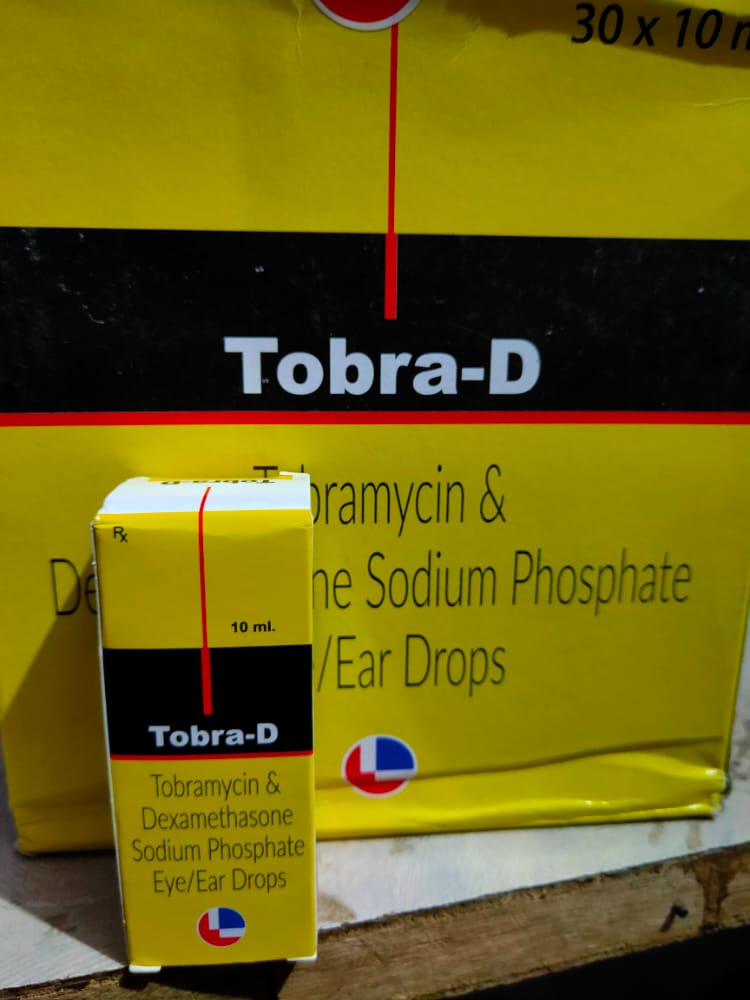 30 x 10
Tobra-D
bramycin &
ne Sodium Phosphate
/Ear Drops
Tobra-D
Rx
10 ml.
Tobra-D
Tobramycin &
Dexamethasone
Sodium Phosphate
Eye/Ear Drops